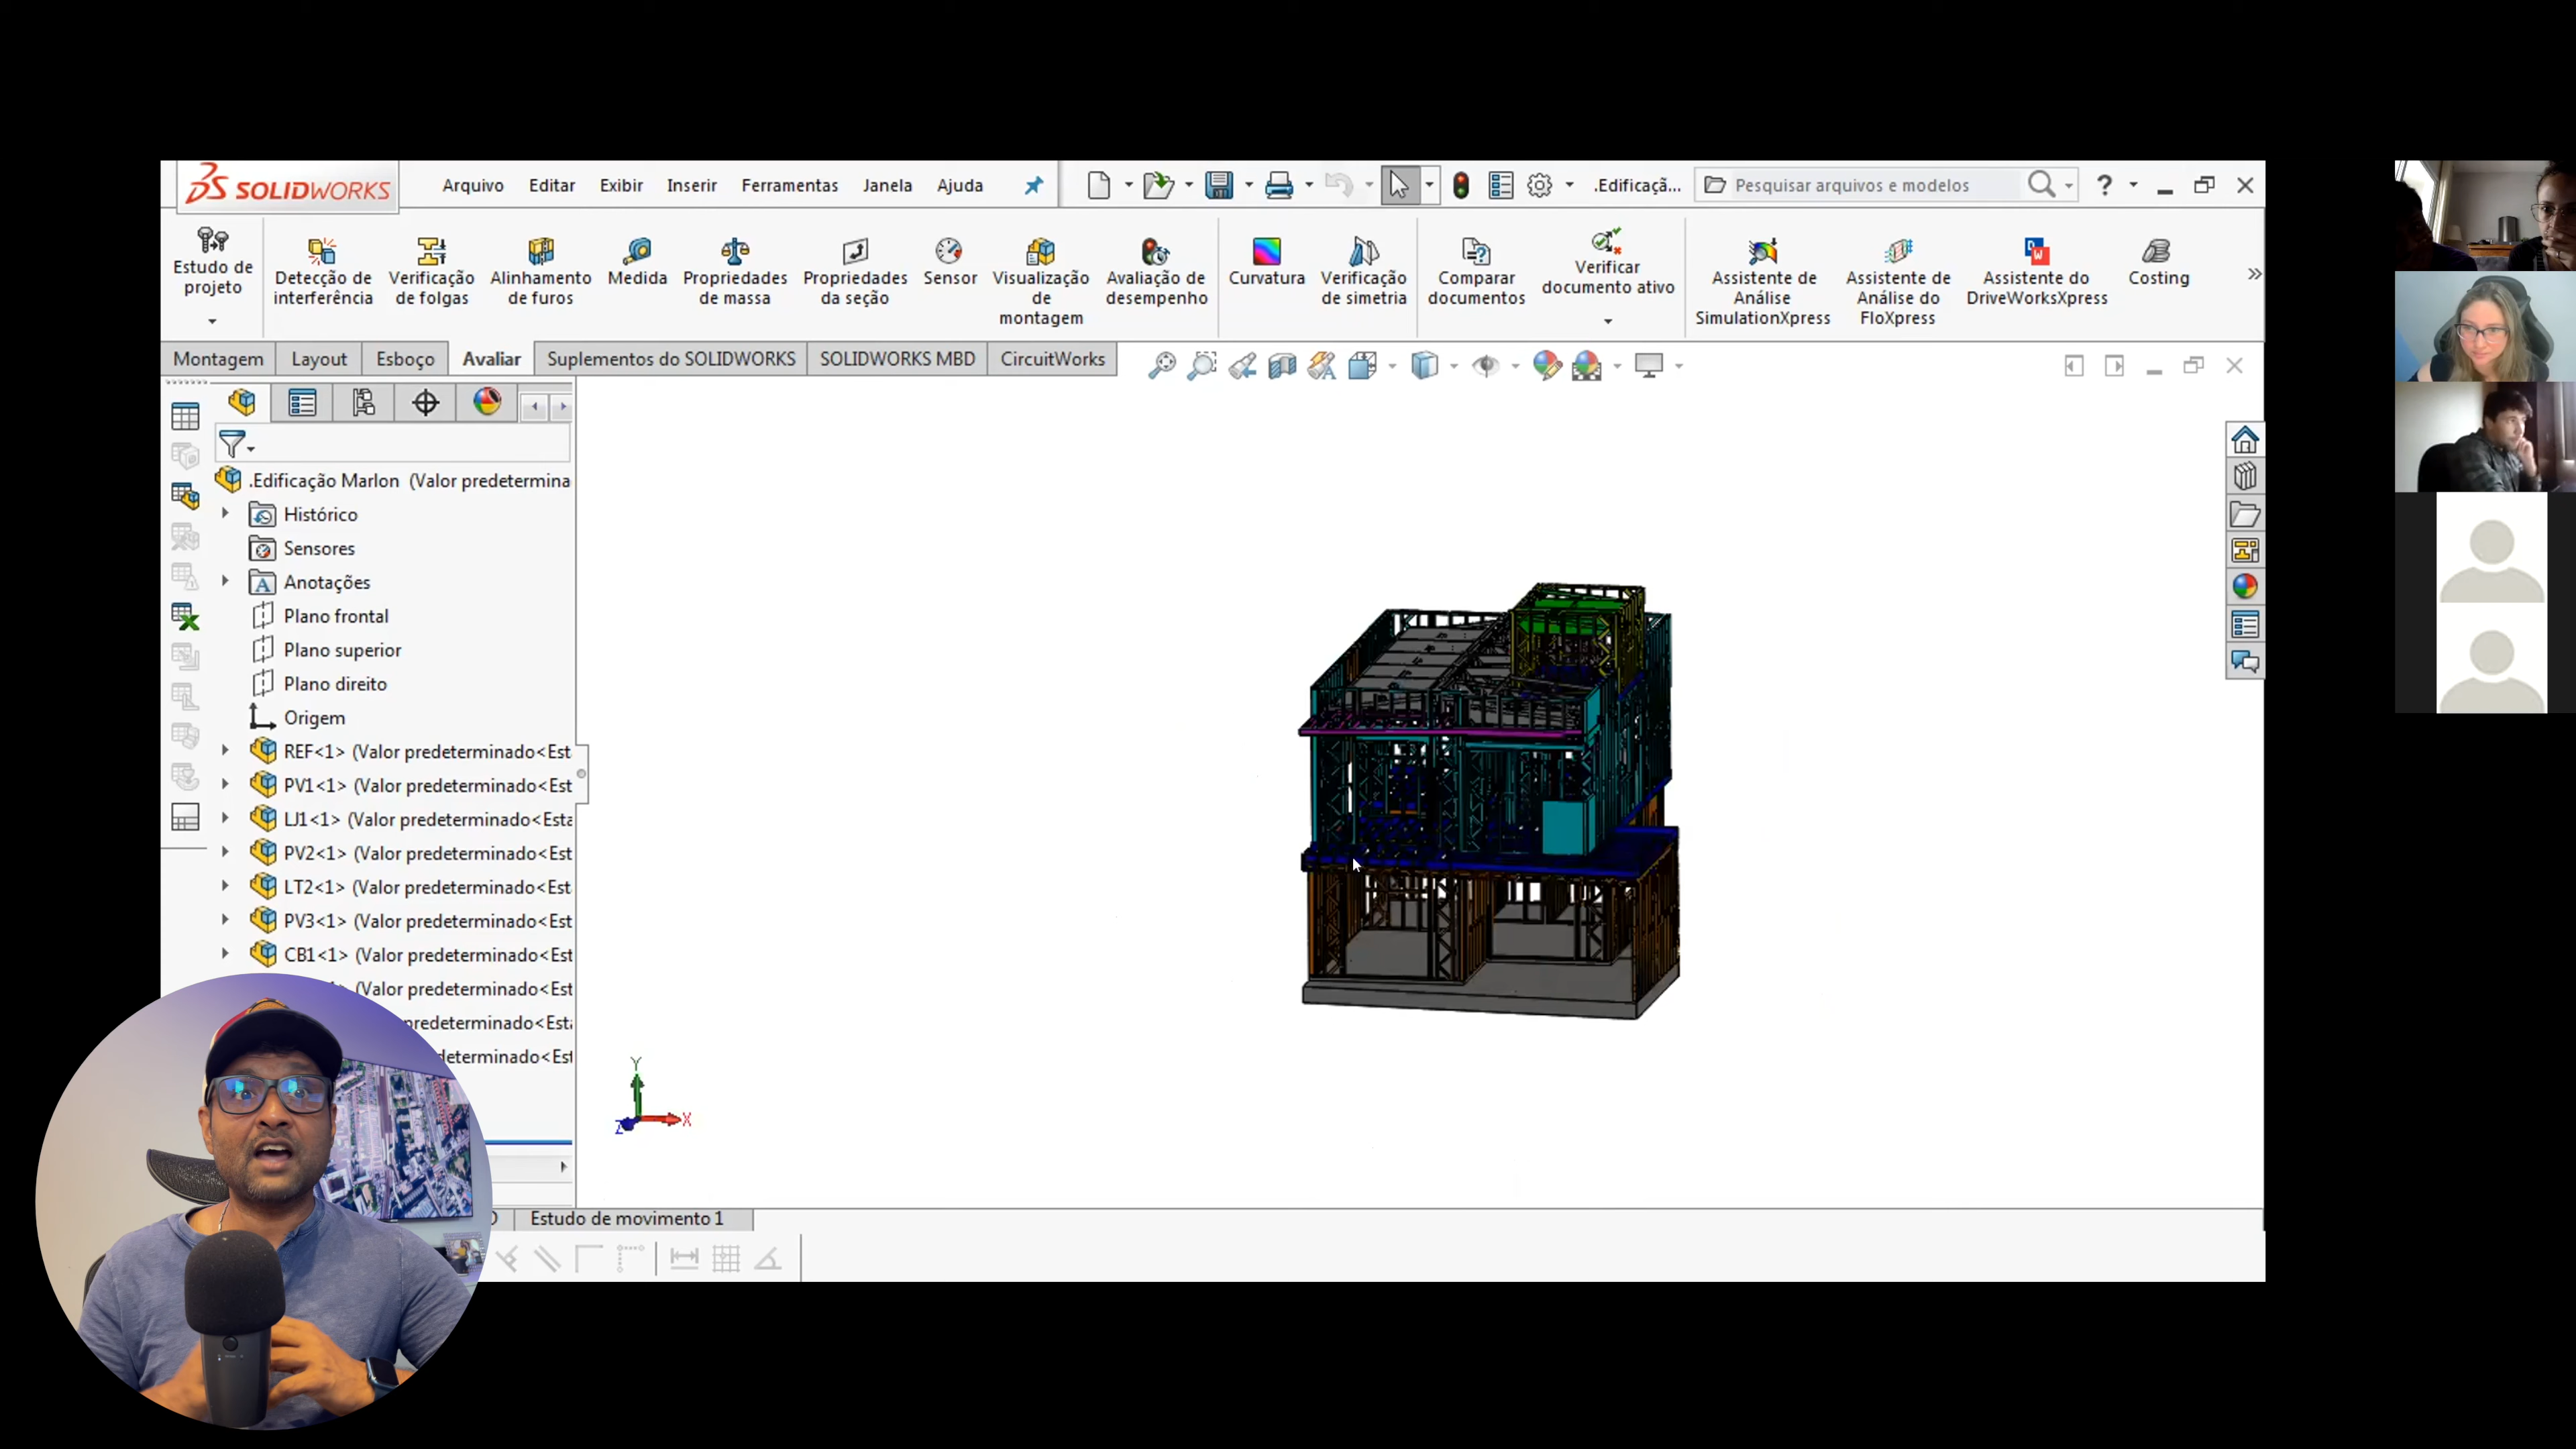 SOLIDWORKS
Arquivo Editar Exibir Inserir Ferramentas Janela Ajuda
.Edificaçã...
Pesquisar arquivos e modelos
?
Estudo de projeto
Detecção de interferência
Verificação de folgas
Alinhamento de furos
Medida
Propriedades de massa
Propriedades da seção
Sensor
Visualização de montagem
Avaliação de desempenho
Curvatura
Verificação de simetria
Comparar documentos
Verificar documento ativo
Assistente de Análise SimulationXpress
Assistente de Análise do FloXpress
Assistente do DriveWorksXpress
Costing
Montagem Layout Esboço Avaliar Suplementos do SOLIDWORKS SOLIDWORKS MBD CircuitWorks
.Edificação Marlon (Valor predetermina
Histórico
Sensores
Anotações
Plano frontal
Plano superior
Plano direito
Origem
REF<1> (Valor predeterminado<Est
PV1<1> (Valor predeterminado<Est
LJ1<1> (Valor predeterminado<Esta
PV2<1> (Valor predeterminado<Est
LT2<1> (Valor predeterminado<Est
PV3<1> (Valor predeterminado<Est
CB1<1> (Valor predeterminado<Est
predeterminado<Est
predeterminado<Est
determinado<Est
Y
X
Z
Estudo de movimento 1